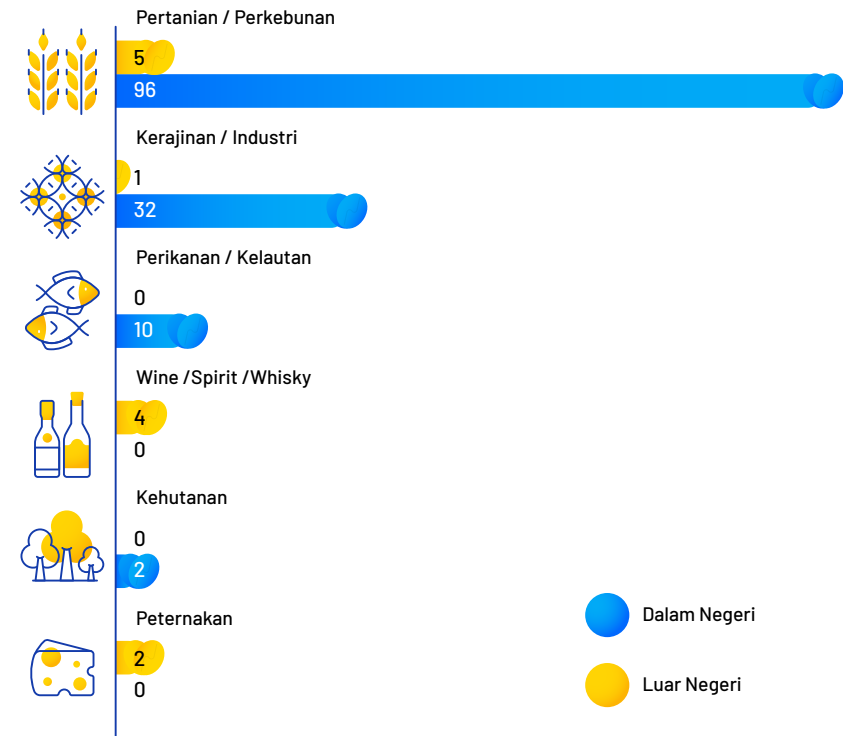 Pertanian / Perkebunan
5
96
Kerajinan / Industri
1
32
Perikanan / Kelautan
0
10
Wine /Spirit /Whisky
4
0
Kehutanan
0
2
Peternakan
2
0
Dalam Negeri
Luar Negeri